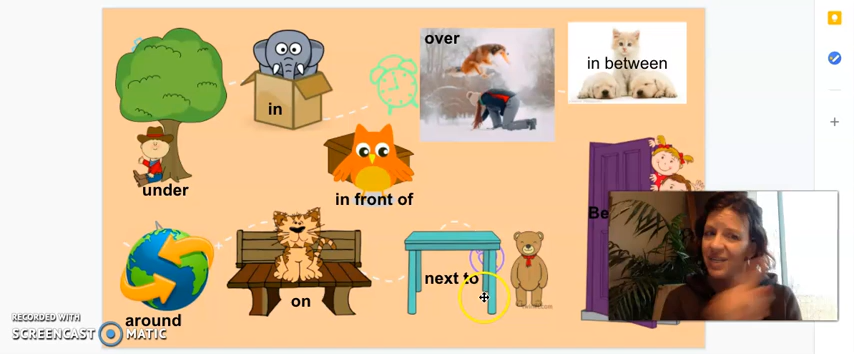 over
in between
in
under
in front of
Be
next to
on
around
RECORDED WITH
SCREENCAST MATIC